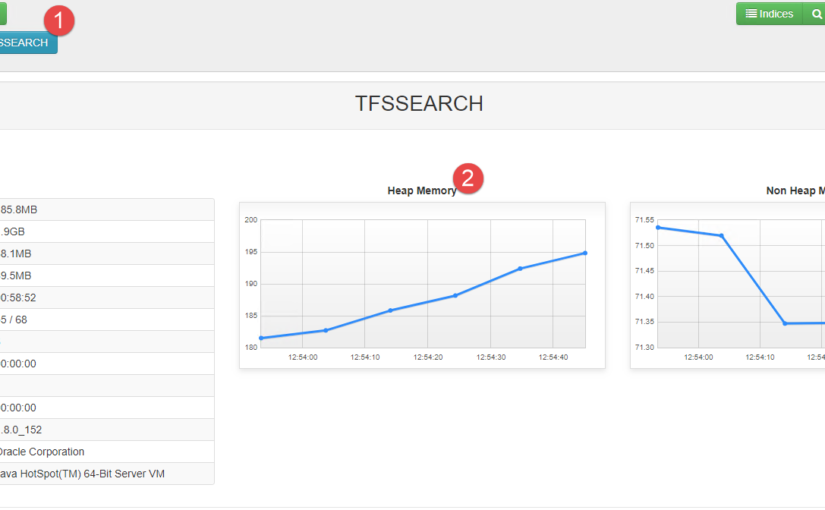 1
Indices
SSEARCH
TFSSEARCH
Heap Memory
2
Non Heap M
85.8MB
.9GB
8.1MB
9.5MB
0:58:52
5 / 68
0:00:00
0:00:00
.8.0_152
Oracle Corporation
ava HotSpot(TM) 64-Bit Server VM
200
195
190
185
180
12:54:00
12:54:10
12:54:20
12:54:30
12:54:40
71.55
71.50
71.45
71.40
71.35
71.30
12:54:00
12:54:10
12:54